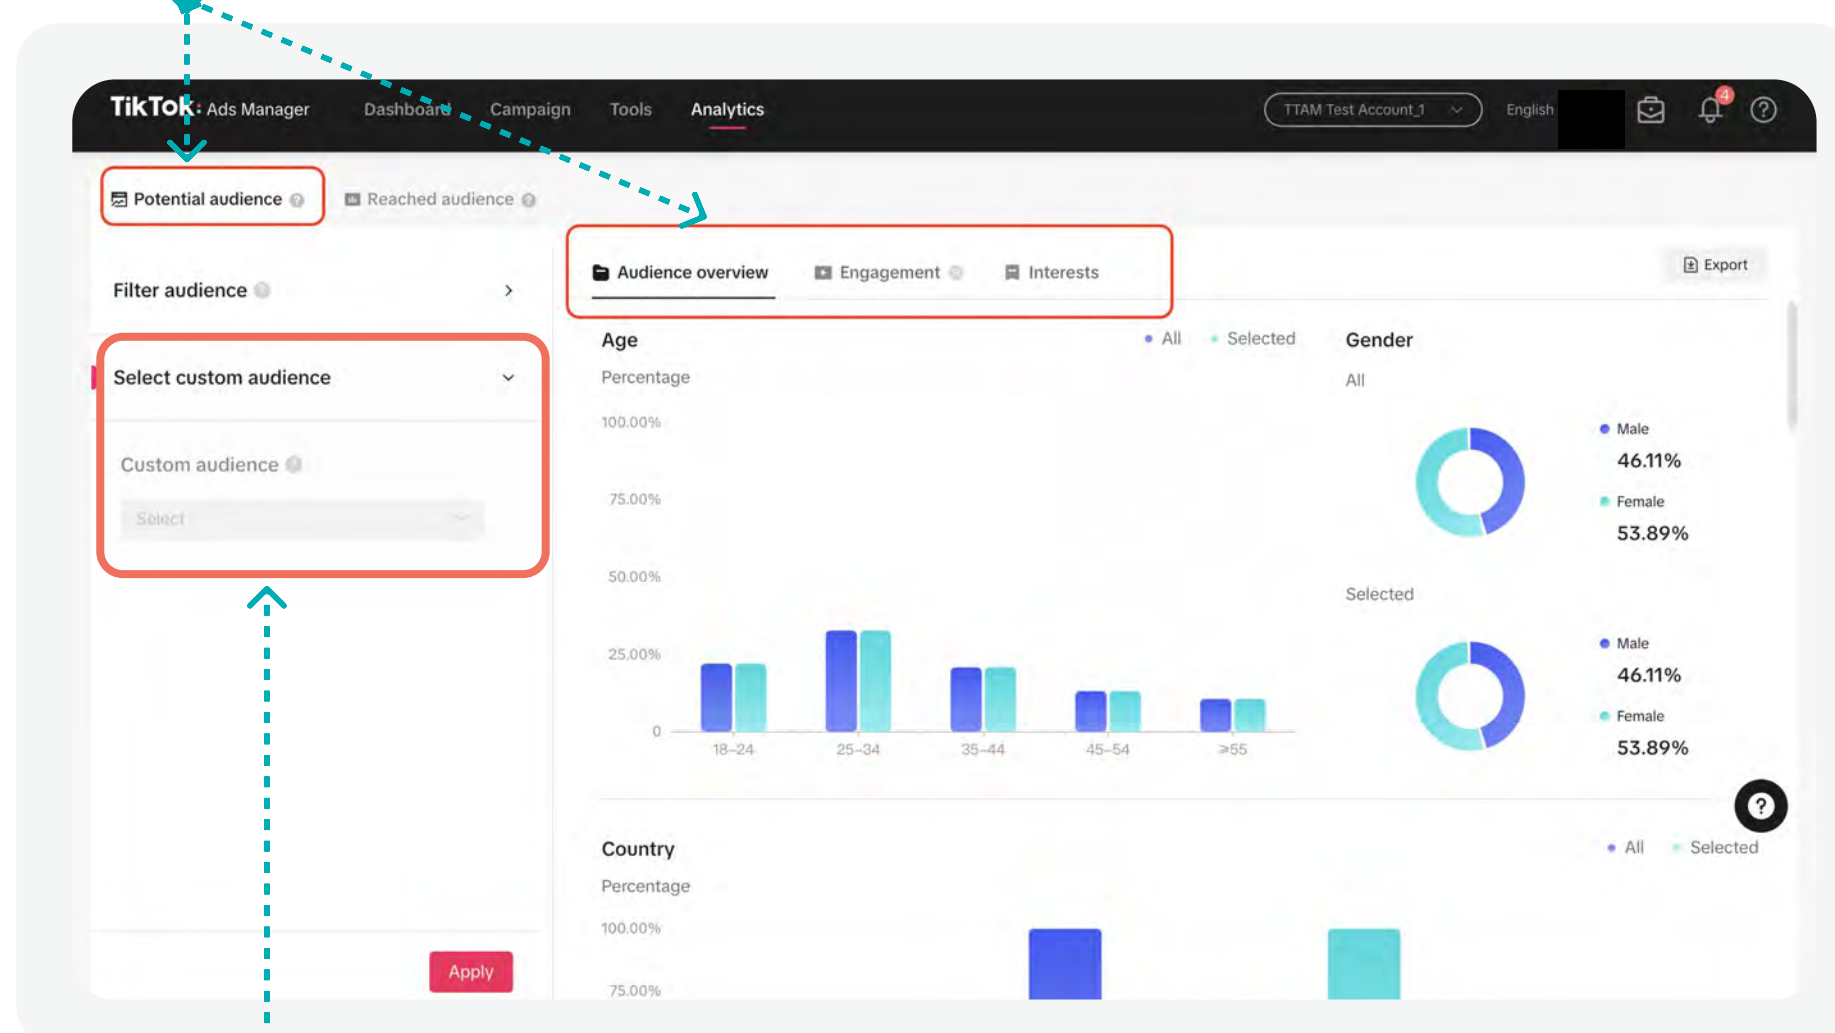 TikTok: Ads Manager
Dashboard
Campaign
Tools
Analytics
TTAM Test Account_1
English
4
Potential audience
Reached audience
Filter audience
Select custom audience
Custom audience
Select
Apply
Audience overview
Engagement
Interests
Export
Age
All
Selected
Percentage
100.00%
75.00%
50.00%
25.00%
0
18–24
25–34
35–44
45–54
≥55
Gender
All
Male
46.11%
Female
53.89%
Selected
Male
46.11%
Female
53.89%
Country
All
Selected
Percentage
100.00%
75.00%